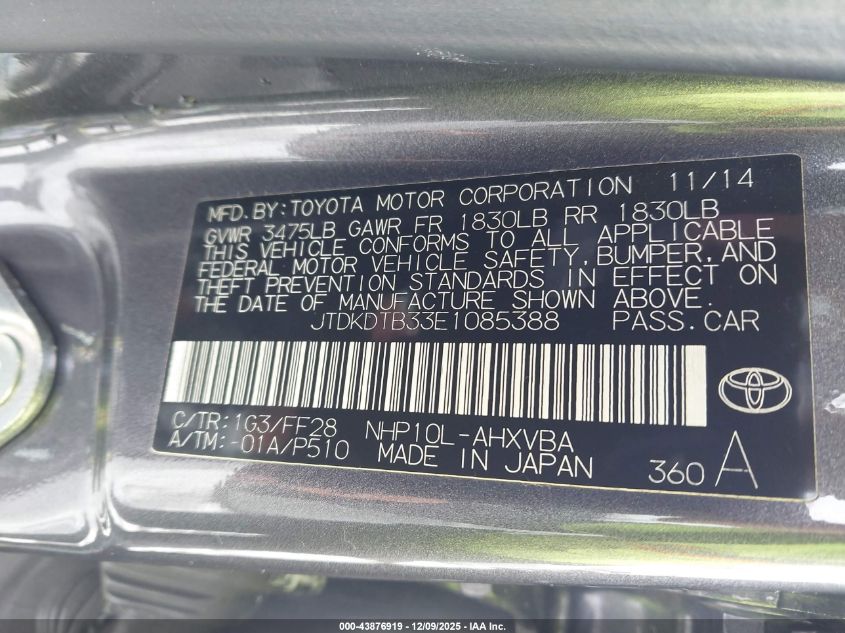 MFD.BY:TOYOTA MOTOR CORPORATION 11/14
GVWR 3475LB GAWR FR 1830LB RR 1830LB
THIS VEHICLE CONFORMS TO ALL APPLICABLE
FEDERAL MOTOR VEHICLE SAFETY,BUMPER,AND
THEFT PREVENTION STANDARDS IN EFFECT ON
THE DATE OF MANUFACTURE SHOWN ABOVE.
JTDKDTB33E1085388 PASS.CAR
C/TR:1G3/FF28 NHP10L-AHXVBA
A/TM:-01A/P510 MADE IN JAPAN 360 A
000-43876919 - 12/09/2025 - IAA Inc.